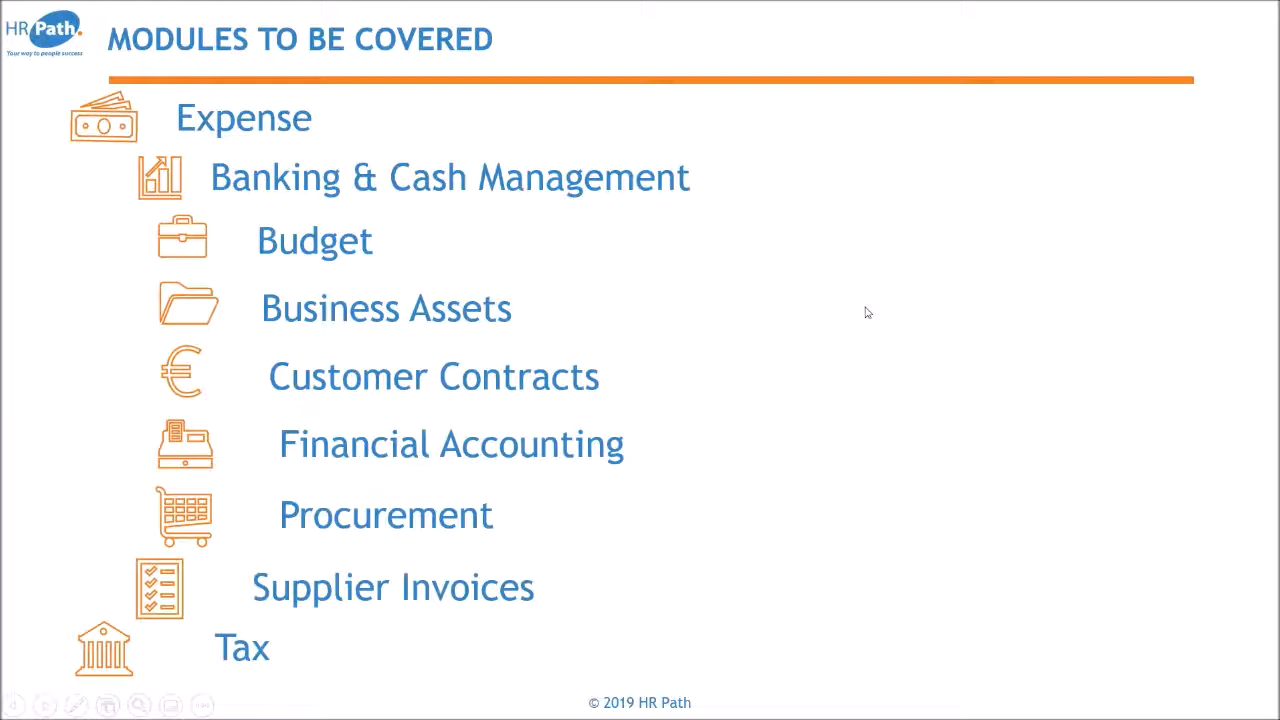 HR Path.
Your way to people success
MODULES TO BE COVERED
Expense
Banking & Cash Management
Budget
Business Assets
Customer Contracts
Financial Accounting
Procurement
Supplier Invoices
Tax
© 2019 HR Path